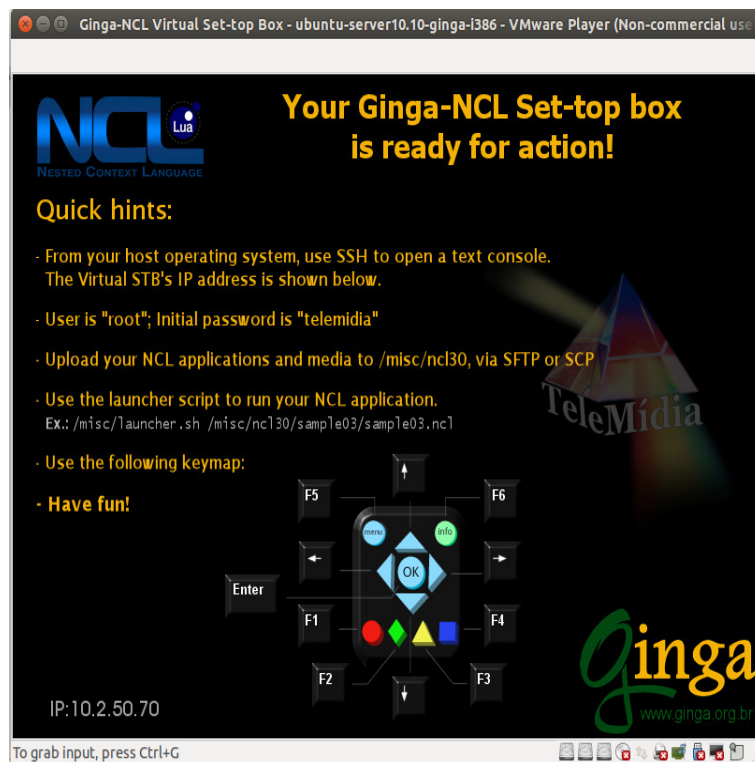 Ginga-NCL Virtual Set-top Box - ubuntu-server10.10-ginga-i386 - VMware Player (Non-commercial use
NCL
Lua
NESTED CONTEXT LANGUAGE
Your Ginga-NCL Set-top box
is ready for action!
Quick hints:
- From your host operating system, use SSH to open a text console.
The Virtual STB's IP address is shown below.
- User is "root"; Initial password is "telemidia"
- Upload your NCL applications and media to /misc/ncl30, via SFTP or SCP
- Use the launcher script to run your NCL application.
Ex.: /misc/launcher.sh /misc/ncl30/sample03/sample03.ncl
TeleMídia
- Use the following keymap:
- Have fun!
F5
F6
menu
info
OK
Enter
F1
F4
F2
F3
Ginga
www.ginga.org.br
IP:10.2.50.70
To grab input, press Ctrl+G